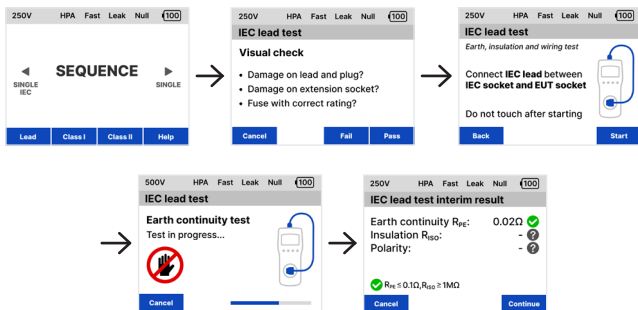 250V HPA Fast Leak Null 100
SEQUENCE
SINGLE
IEC
SINGLE
Lead Class I Class II Help
250V HPA Fast Leak Null 100
IEC lead test
Visual check
• Damage on lead and plug?
• Damage on extension socket?
• Fuse with correct rating?
Cancel Fail Pass
250V HPA Fast Leak Null 100
IEC lead test
Earth, insulation and wiring test
Connect IEC lead between
IEC socket and EUT socket
Do not touch after starting
Back Start
500V HPA Fast Leak Null 100
IEC lead test
Earth continuity test
Test in progress...
Cancel
250V HPA Fast Leak Null 100
IEC lead test interim result
Earth continuity RPE: 0.02Ω
Insulation RISO: - ?
Polarity: - ?
RPE ≤ 0.1Ω, RISO ≥ 1MΩ
Cancel Continue